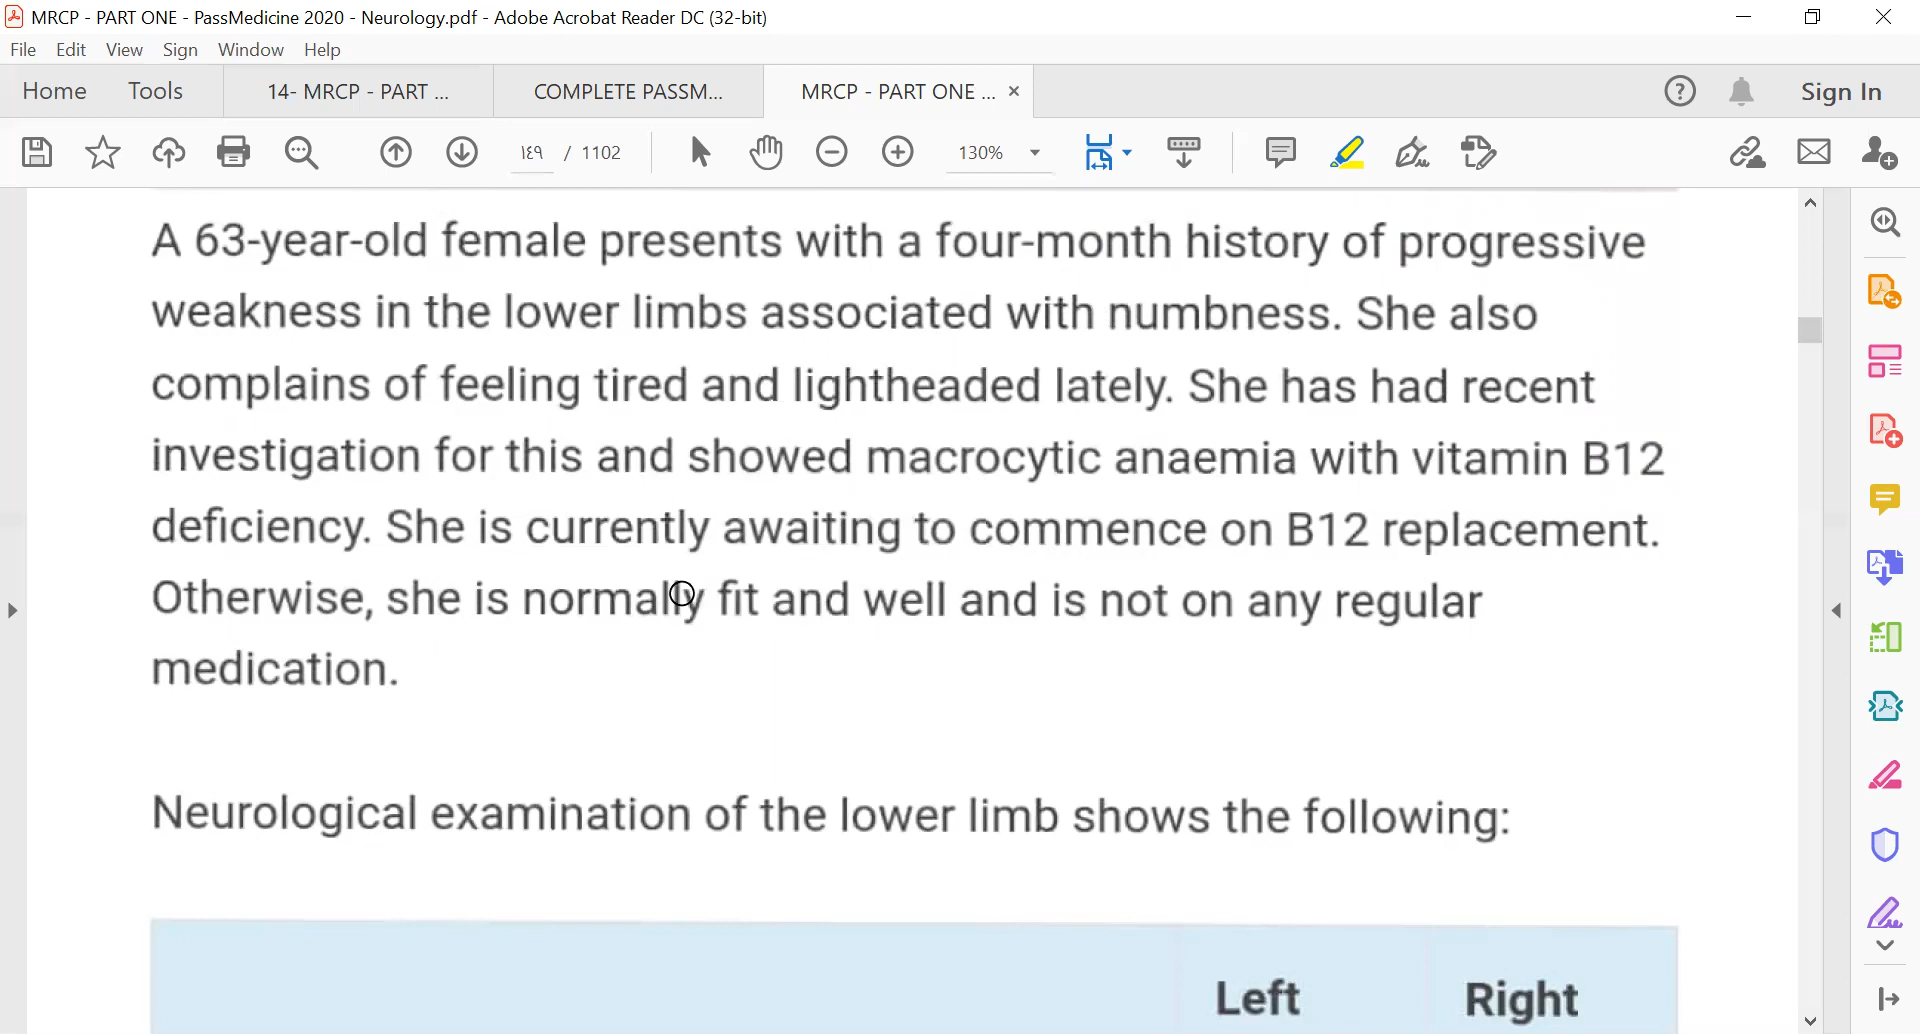 MRCP - PART ONE - PassMedicine 2020 - Neurology.pdf - Adobe Acrobat Reader DC (32-bit)
File Edit View Sign Window Help
Home Tools 14- MRCP - PART ... COMPLETE PASSM... MRCP - PART ONE ... × Sign In
١٤٩ / 1102 130%
A 63-year-old female presents with a four-month history of progressive
weakness in the lower limbs associated with numbness. She also
complains of feeling tired and lightheaded lately. She has had recent
investigation for this and showed macrocytic anaemia with vitamin B12
deficiency. She is currently awaiting to commence on B12 replacement.
Otherwise, she is normally fit and well and is not on any regular
medication.
Neurological examination of the lower limb shows the following:
Left Right